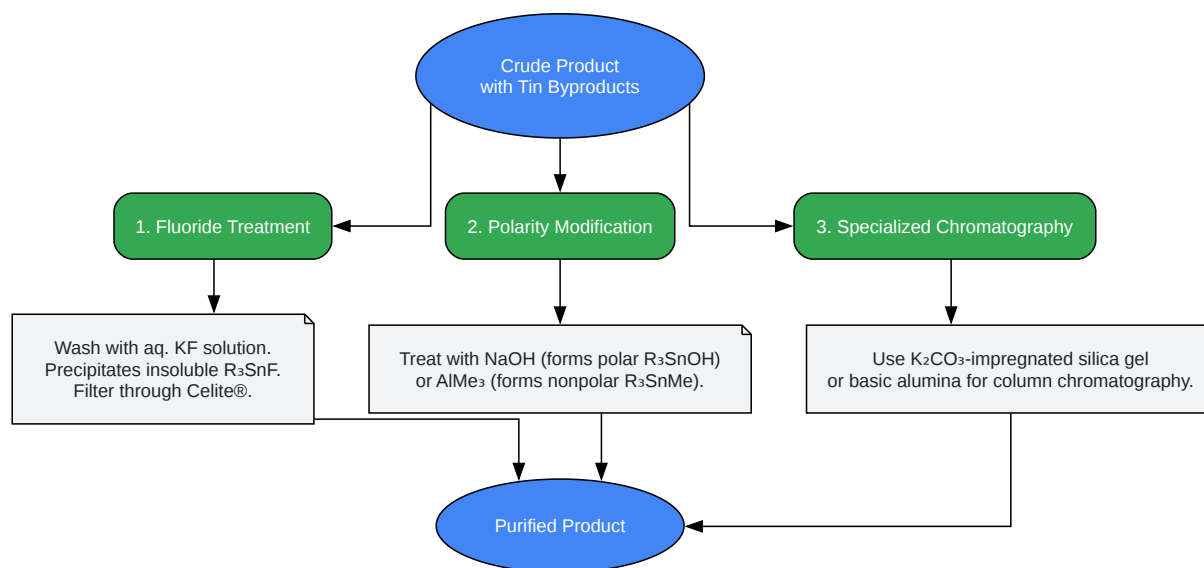 Crude Product
with Tin Byproducts
1. Fluoride Treatment
2. Polarity Modification
3. Specialized Chromatography
Wash with aq. KF solution.
Precipitates insoluble R₃SnF.
Filter through Celite®.
Treat with NaOH (forms polar R₃SnOH)
or AlMe₃ (forms nonpolar R₃SnMe).
Use K₂CO₃-impregnated silica gel
or basic alumina for column chromatography.
Purified Product